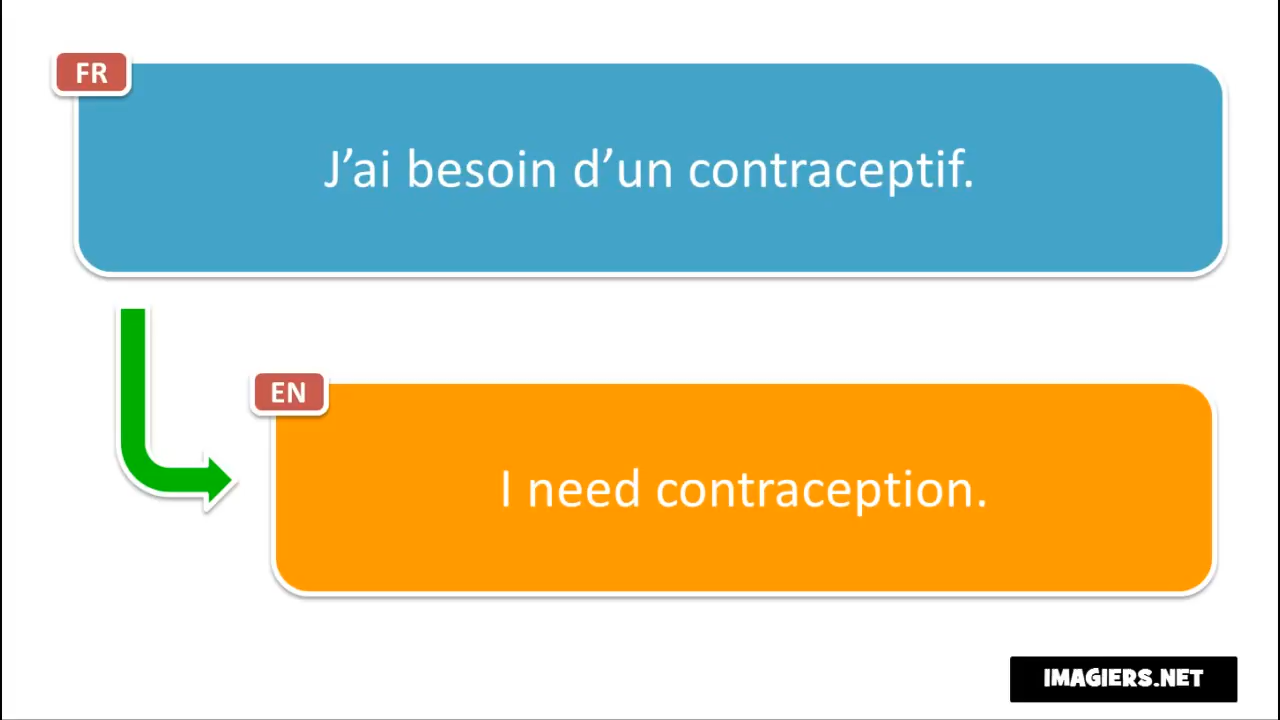 FR
J’ai besoin d’un contraceptif.
EN
I need contraception.
IMAGIERS.NET